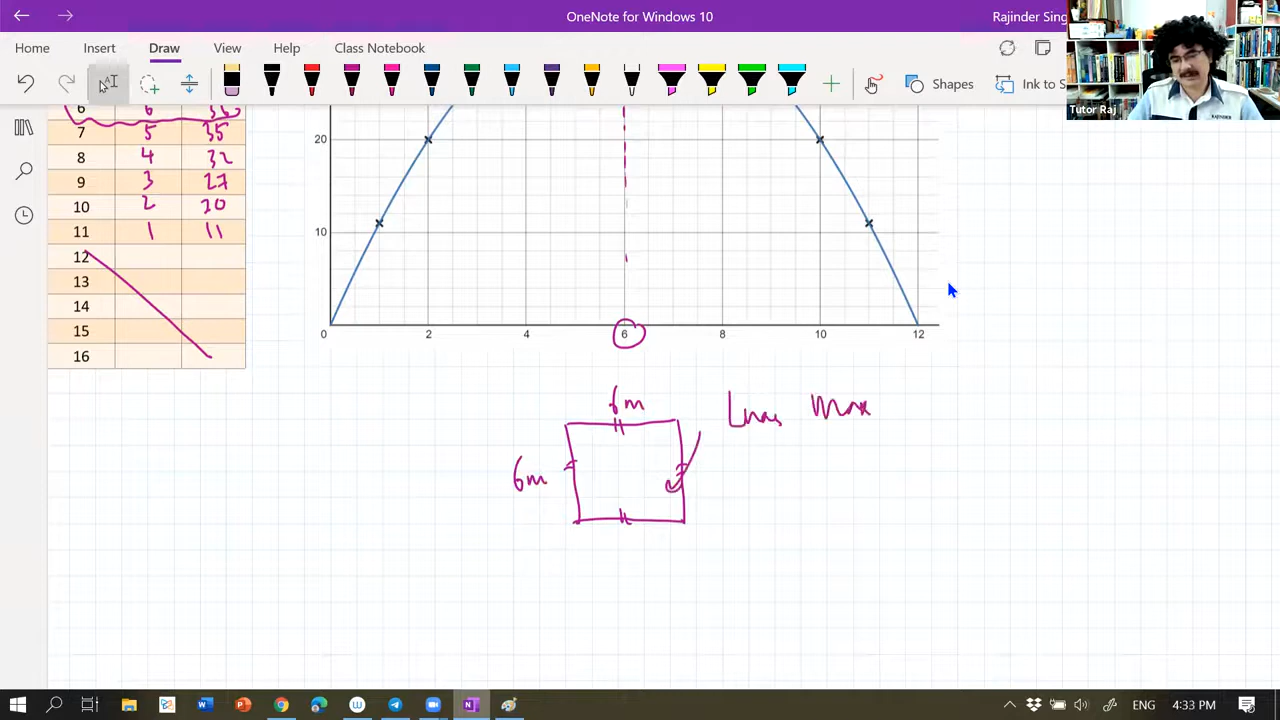 OneNote for Windows 10
Rajinder Sing
Home Insert Draw View Help Class Notebook
Shapes
Ink to S
Tutor Raj
6 6
7 5 35
8 4 32
9 3 27
10 2 20
11 1 11
12
13
14
15
16
20
10
0 2 4 6 8 10 12
6m
max
6m
ENG 4:33 PM